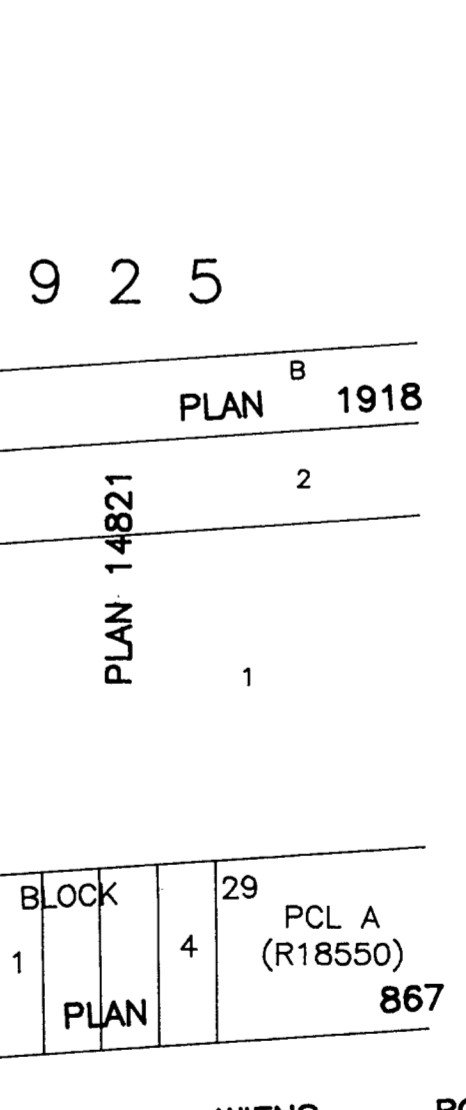 9 2 5
B
PLAN 1918
2
PLAN 14821
1
BLOCK 29
PCL A
1 4 (R18550)
PLAN 867